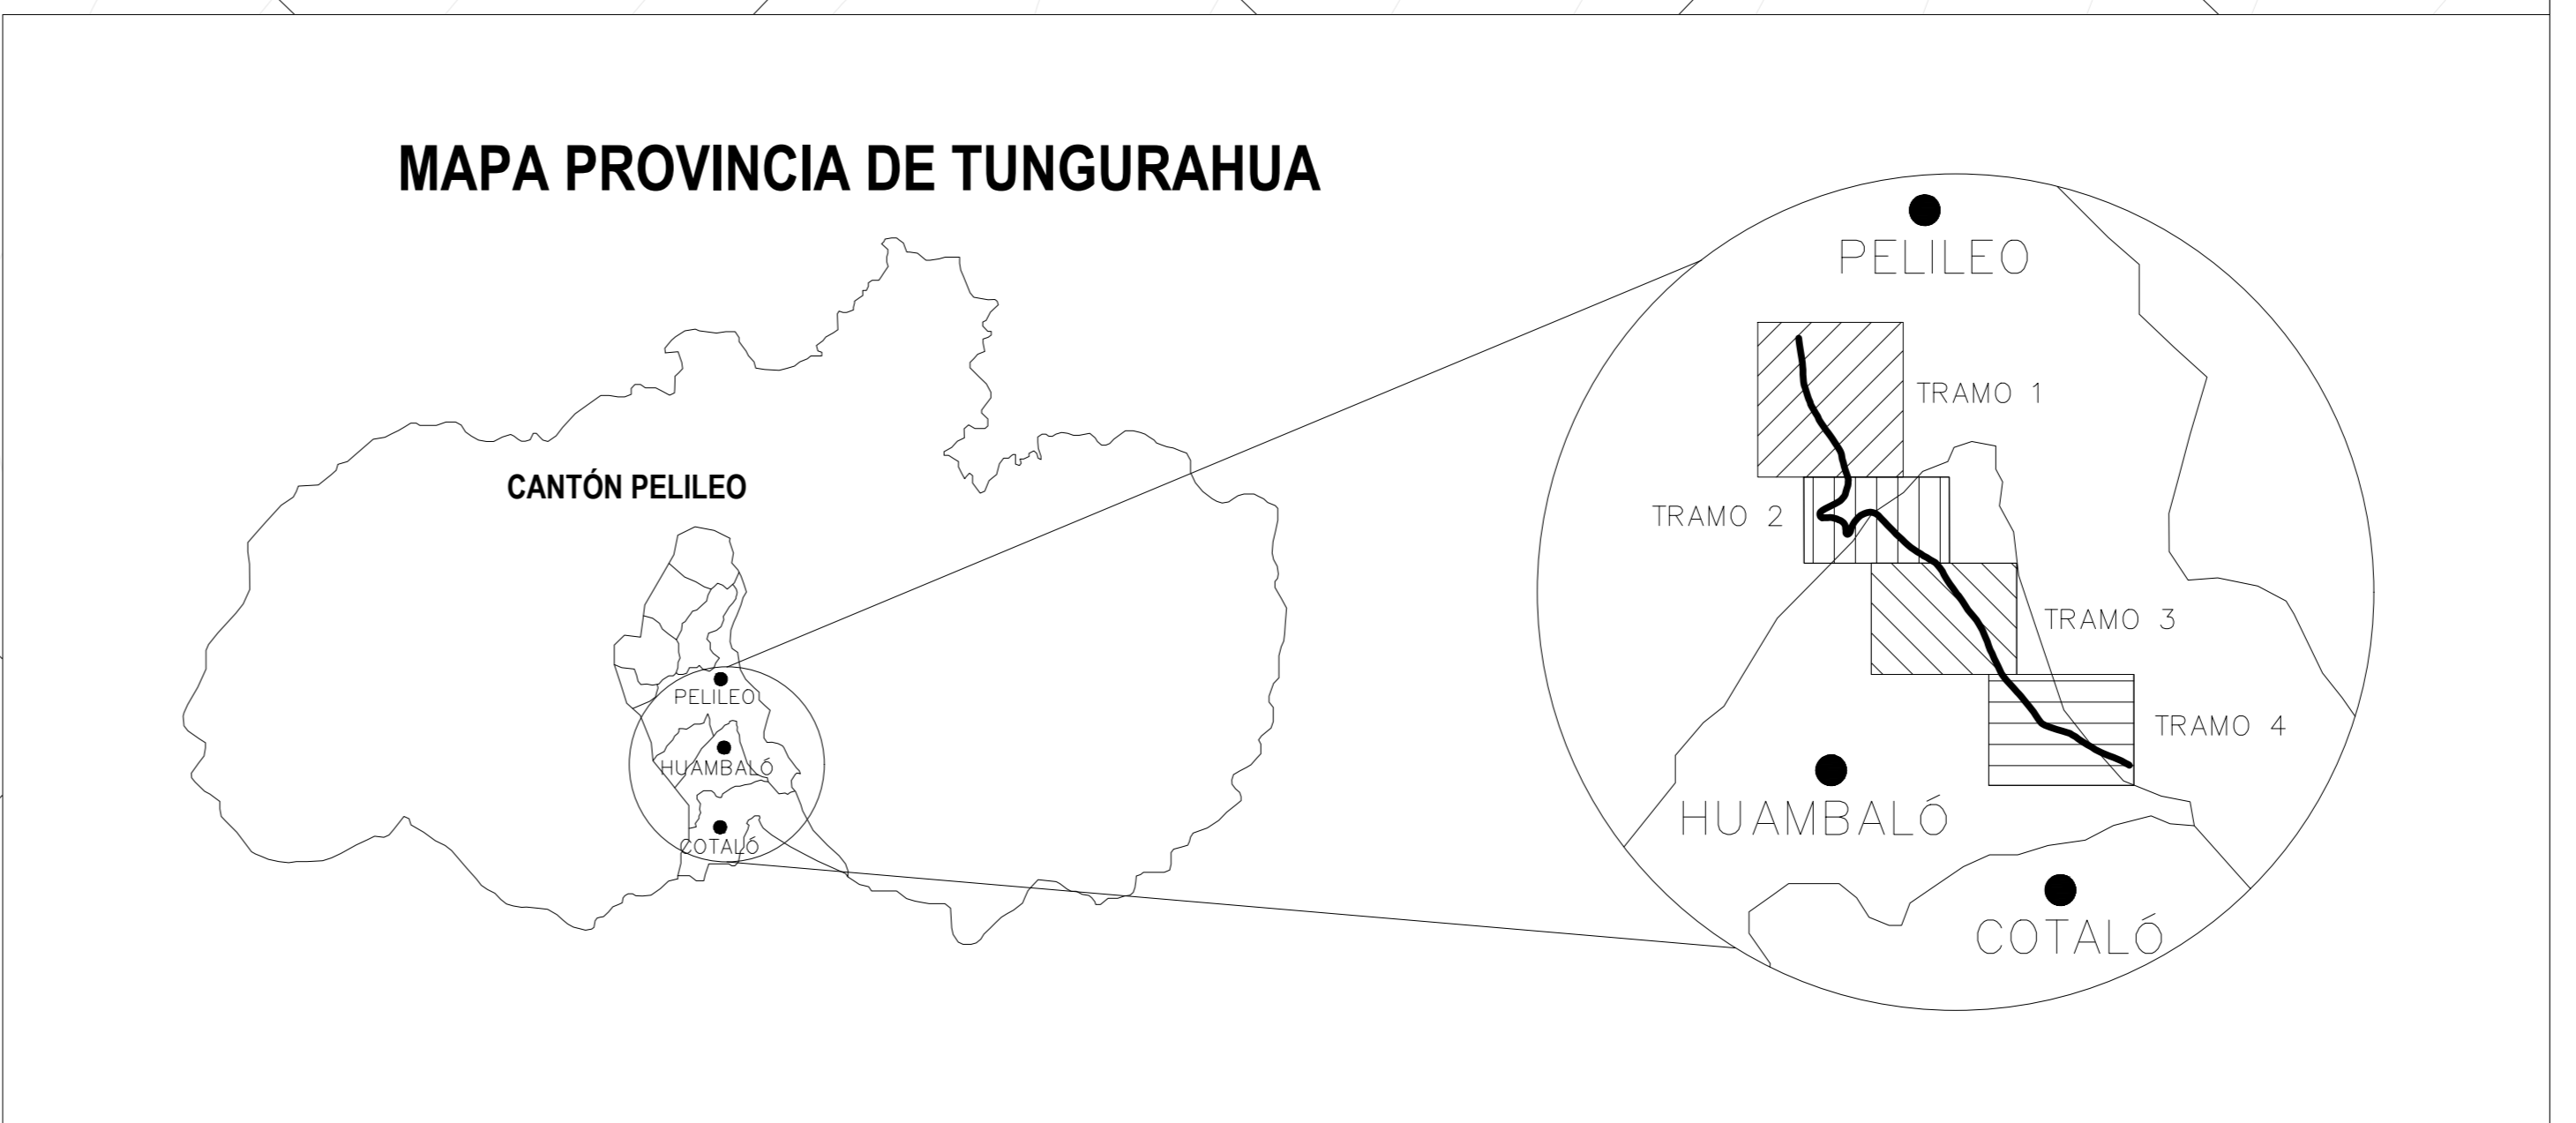 MAPA PROVINCIA DE TUNGURAHUA
CANTÓN PELILEO
PELILEO
HUAMBALÓ
COTALÓ
PELILEO
TRAMO 1
TRAMO 2
TRAMO 3
TRAMO 4
HUAMBALÓ
COTALÓ